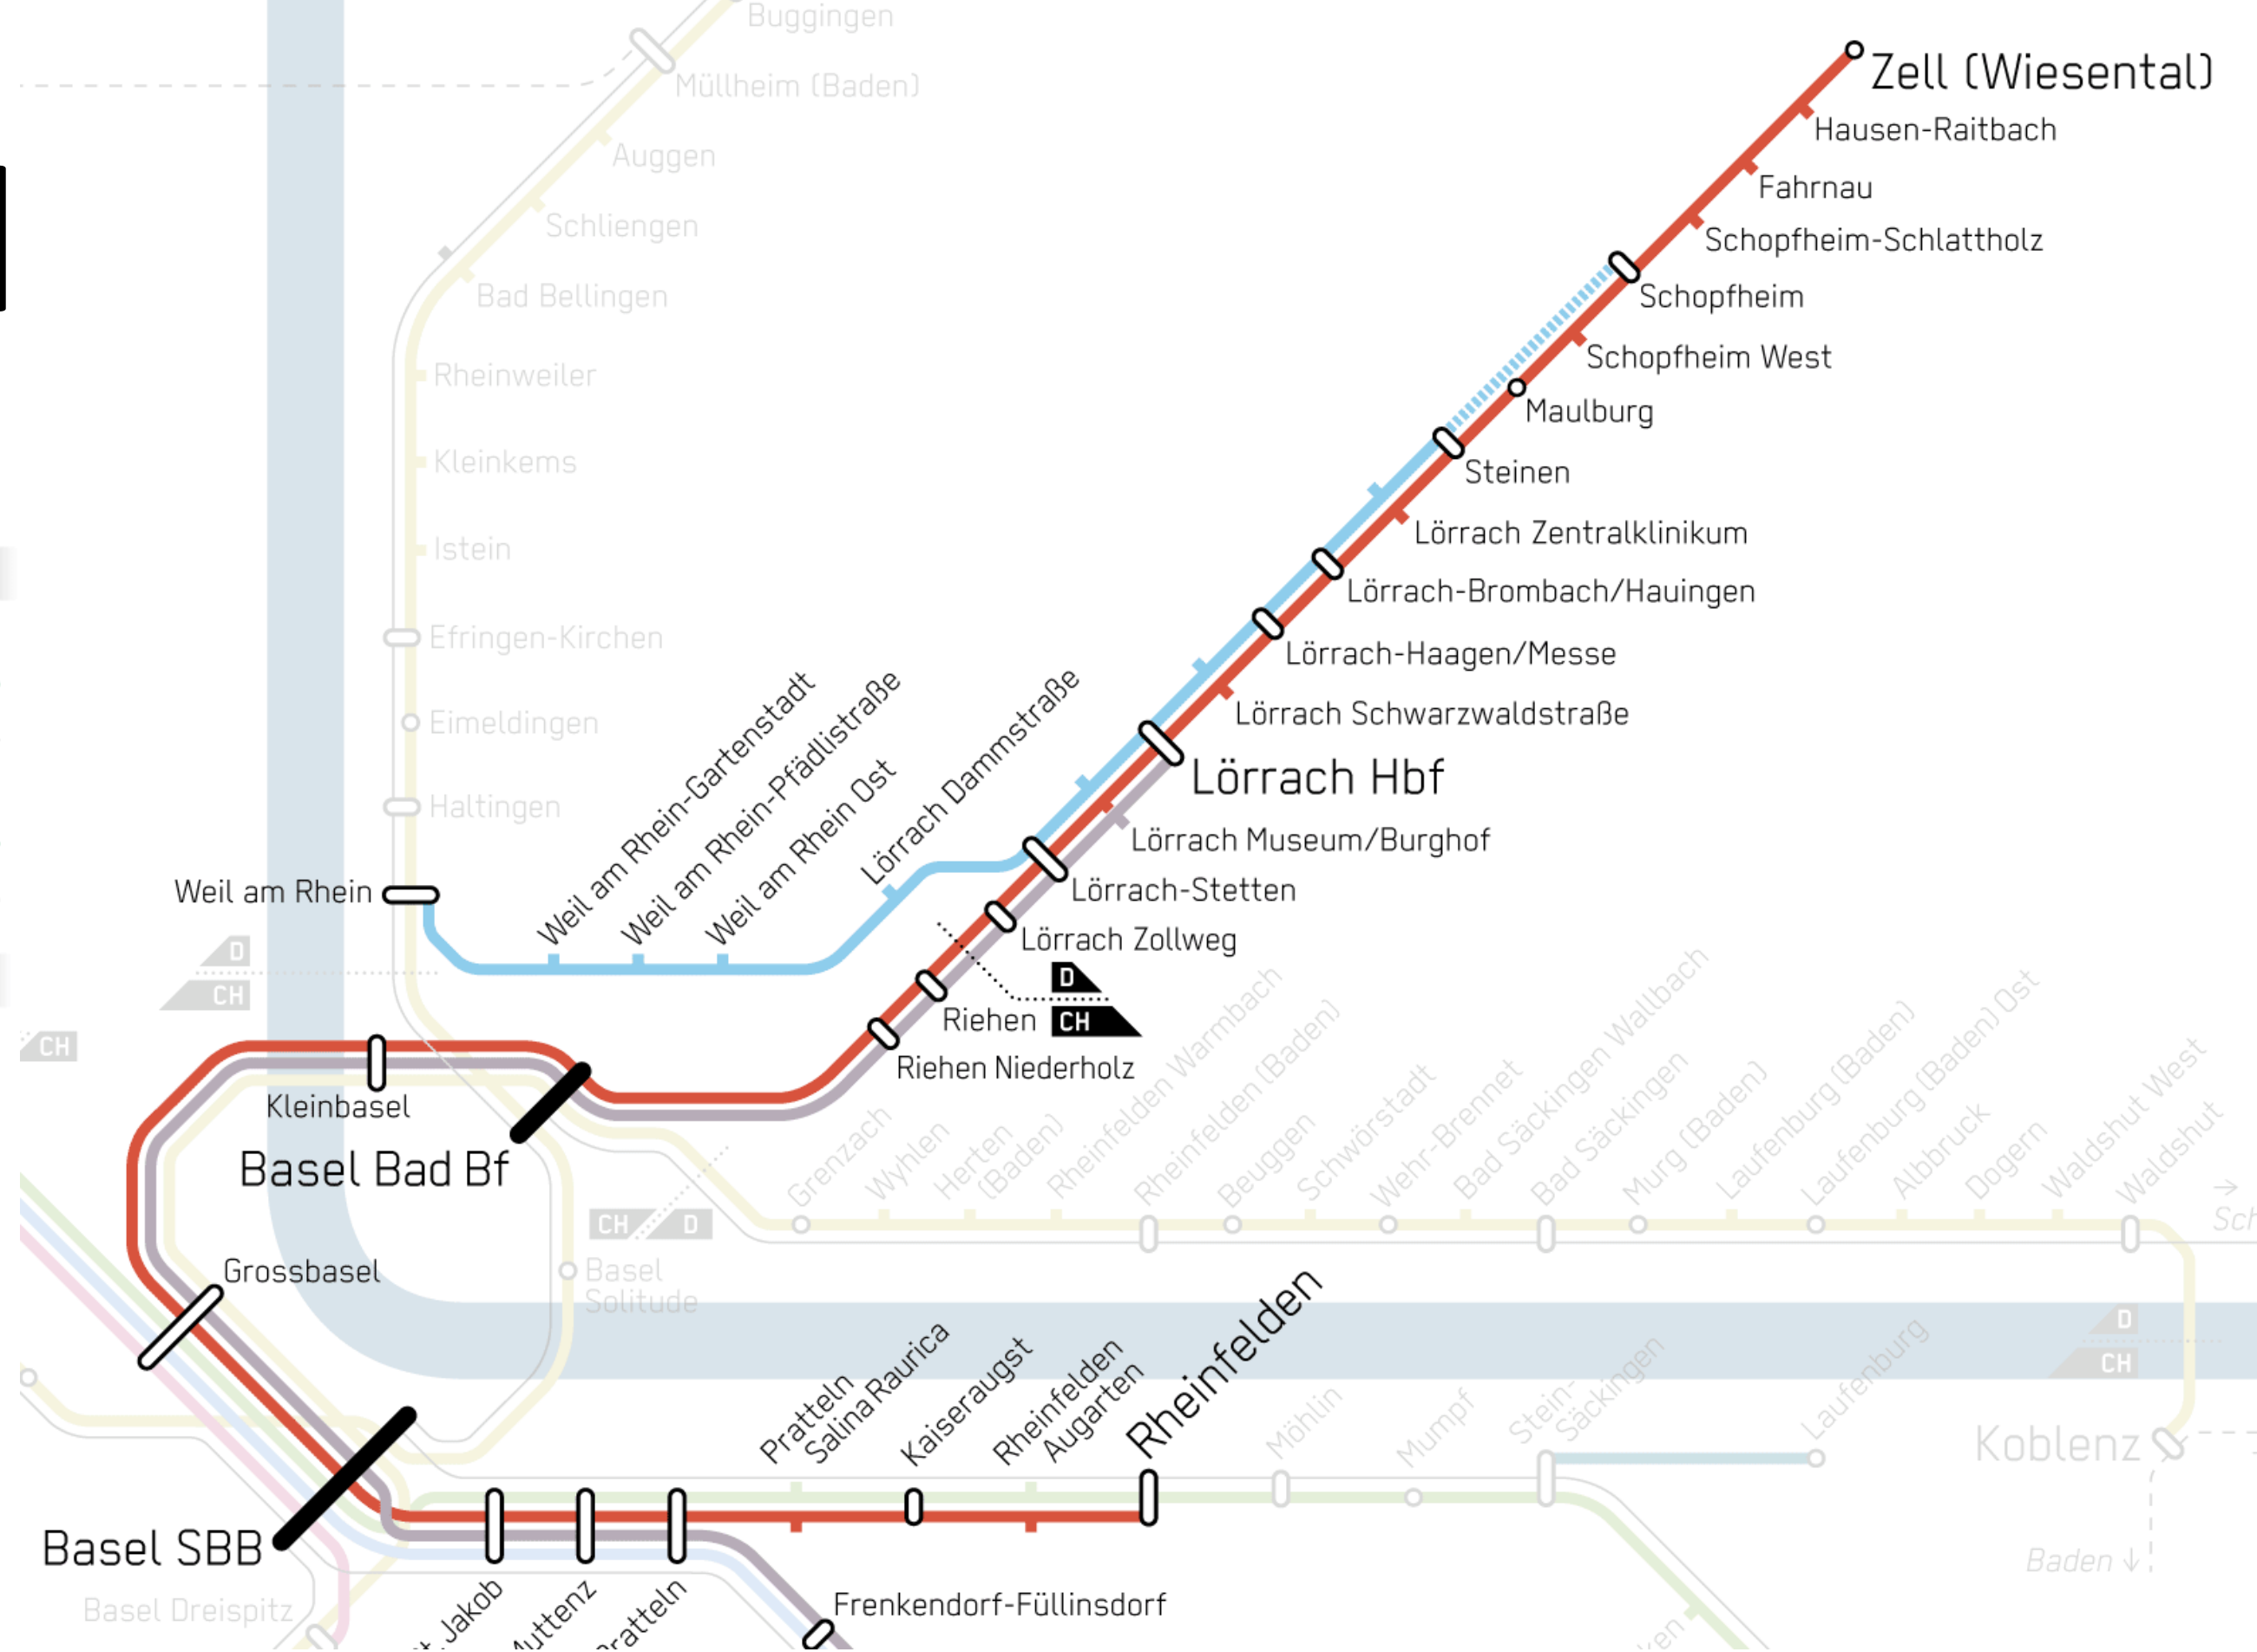 Buggingen
Müllheim (Baden)
Auggen
Schliengen
Bad Bellingen
Rheinweiler
Kleinkems
Istein
Efringen-Kirchen
Eimeldingen
Haltingen
Zell (Wiesental)
Hausen-Raitbach
Fahrnau
Schopfheim-Schlattholz
Schopfheim
Schopfheim West
Maulburg
Steinen
Lörrach Zentralklinikum
Lörrach-Brombach/Hauingen
Lörrach-Haagen/Messe
Lörrach Schwarzwaldstraße
Lörrach Hbf
Lörrach Museum/Burghof
Lörrach-Stetten
Lörrach Zollweg
Riehen
Riehen Niederholz
D
CH
Weil am Rhein
Weil am Rhein-Gartenstadt
Weil am Rhein-Pfädlistraße
Weil am Rhein Ost
Lörrach Dammstraße
D
CH
CH
Kleinbasel
Basel Bad Bf
Grossbasel
CH
D
Basel
Solitude
Grenzach
Wyhlen
Herten
(Baden)
Rheinfelden Warmbach
Rheinfelden (Baden)
Beuggen
Schwörstadt
Wehr-Brennet
Bad Säckingen Wallbach
Bad Säckingen
Murg (Baden)
Laufenburg (Baden)
Laufenburg (Baden) Ost
Albbruck
Dogern
Waldshut West
Waldshut
→
D
CH
Koblenz
Baden ↓
Basel SBB
Basel Dreispitz
Jakob
Muttenz
Pratteln
Pratteln
Salina Raurica
Kaiseraugst
Rheinfelden
Augarten
Rheinfelden
Möhlin
Mumpf
Stein-
Säckingen
Laufenburg
Frenkendorf-Füllinsdorf